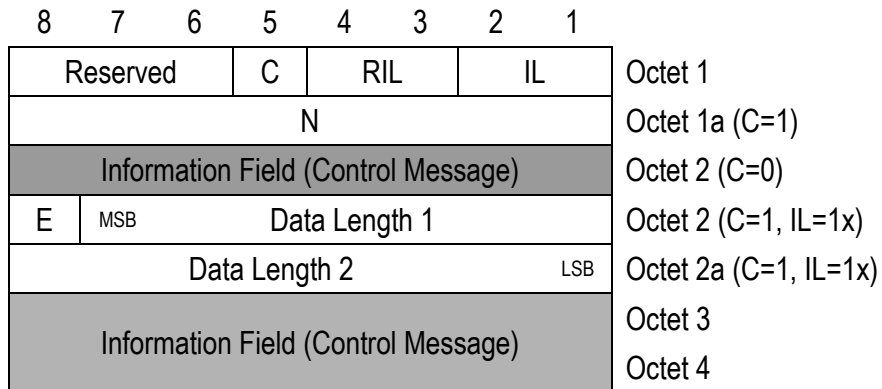 8 7 6 5 4 3 2 1
Reserved C RIL IL Octet 1
N Octet 1a (C=1)
Information Field (Control Message) Octet 2 (C=0)
E MSB Data Length 1 Octet 2 (C=1, IL=1x)
Data Length 2 LSB Octet 2a (C=1, IL=1x)
Octet 3
Information Field (Control Message)
Octet 4